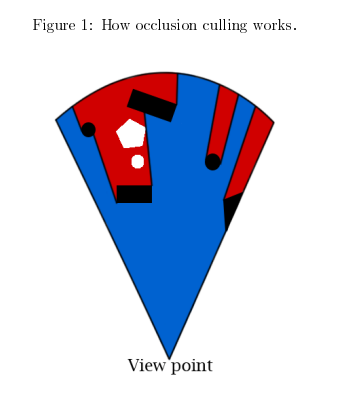 Figure 1: How occlusion culling works.
View point